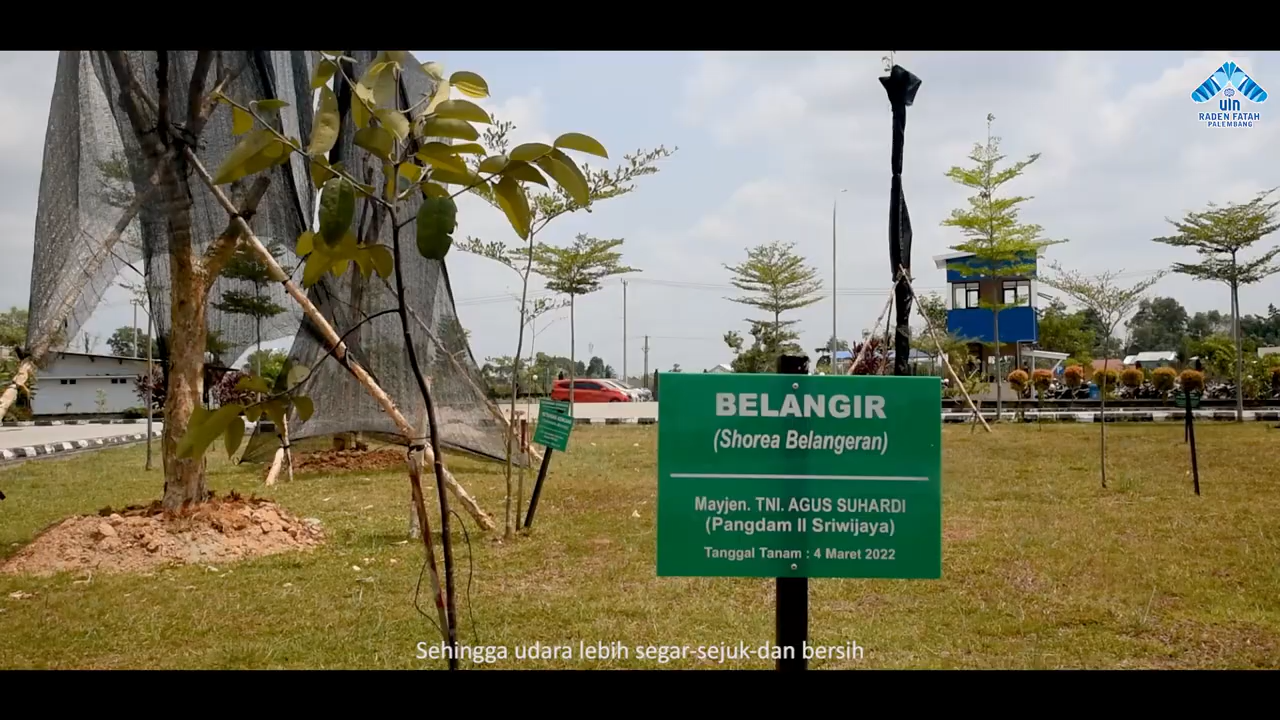 uin
RADEN FATAH
PALEMBANG
BELANGIR
(Shorea Belangeran)
Mayjen. TNI. AGUS SUHARDI
(Pangdam II Sriwijaya)
Tanggal Tanam : 4 Maret 2022
Sehingga udara lebih segar-sejuk-dan bersih